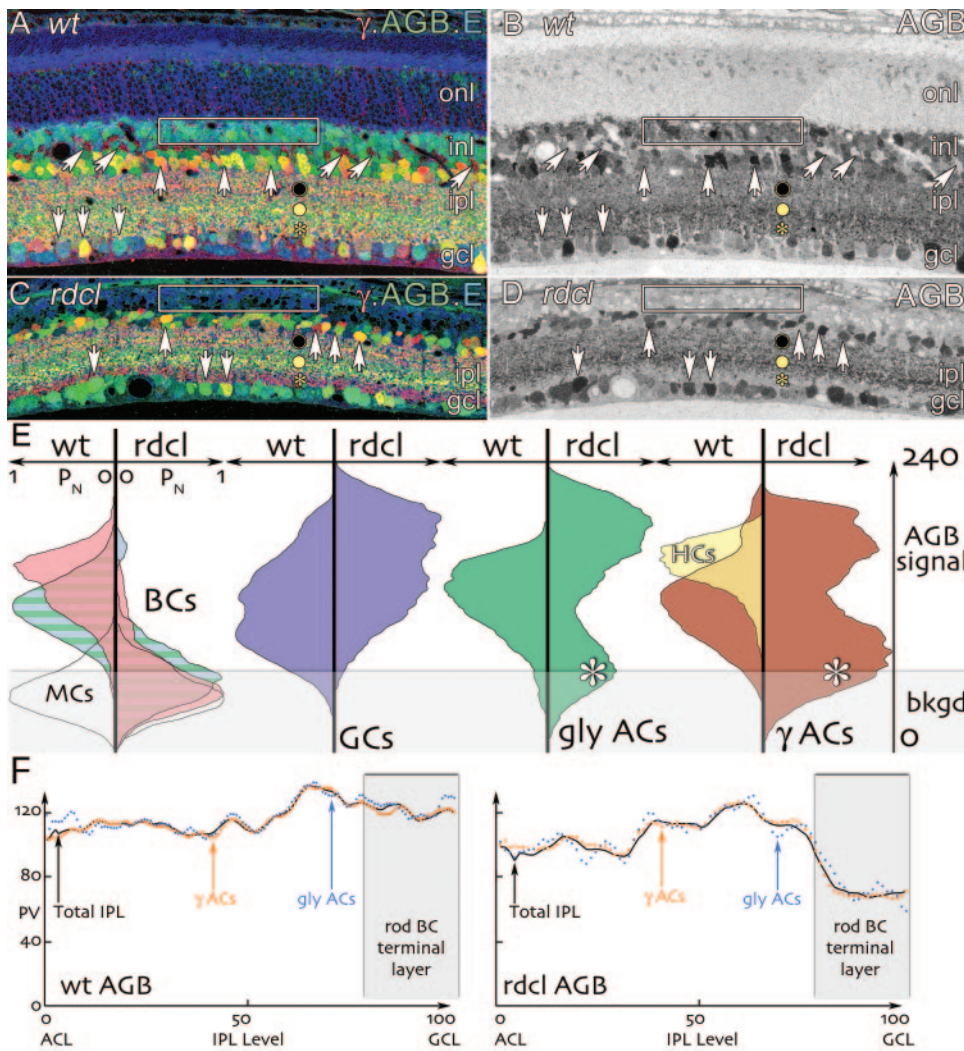 A wt γ.AGB.E
onl
inl
ipl
gcl
B wt AGB
onl
inl
ipl
gcl
C rdcl γ.AGB.E
ipl
gcl
D rdcl AGB
ipl
gcl
E
wt rdcl wt rdcl wt rdcl wt rdcl
1 PN 0 0 PN 1
240
AGB
signal
HCs
BCs
MCs
*
*
bkgd
0
GCs
gly ACs
γ ACs
F
120
80
PV
40
0
Total IPL
γ ACs
gly ACs
rod BC
terminal
layer
wt AGB
0 50 100
ACL IPL Level GCL
120
80
40
Total IPL
γ ACs
gly ACs
rod BC
terminal
layer
rdcl AGB
0 50 100
ACL IPL Level GCL